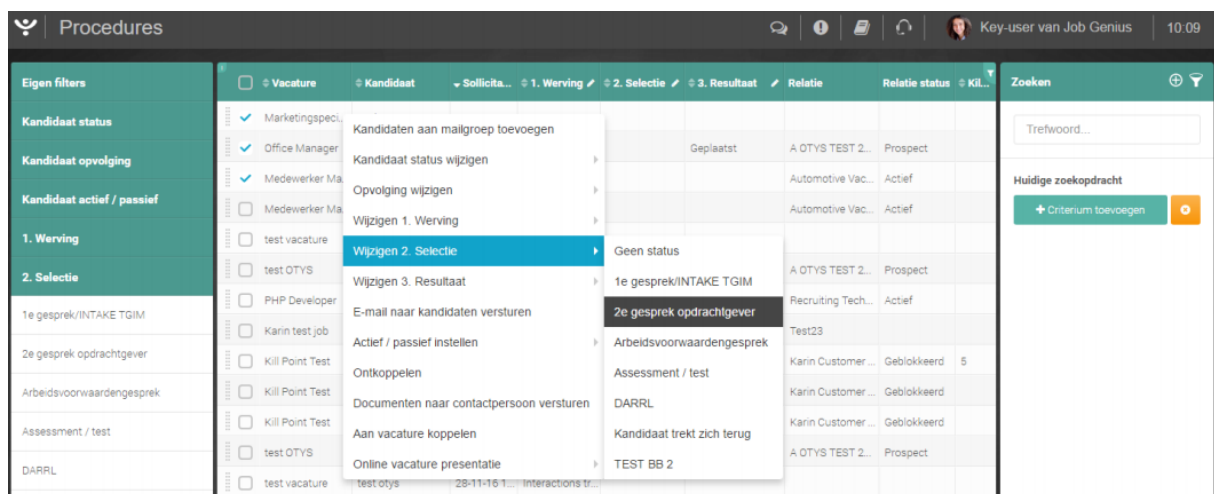 Procedures
Key-user van Job Genius
10:09
Eigen filters
Kandidaat status
Kandidaat opvolging
Kandidaat actief / passief
1. Werving
2. Selectie
1e gesprek/INTAKE TGIM
2e gesprek opdrachtgever
Arbeidsvoorwaardengesprek
Assessment / test
DARRL
Vacature Kandidaat Sollicita... 1. Werving 2. Selectie 3. Resultaat Relatie Relatie status Kil...
Marketingspeci...
Office Manager Geplaatst A OTYS TEST 2... Prospect
Medewerker Ma. Automotive Vac... Actief
Medewerker Ma. Automotive Vac... Actief
test vacature
test OTYS A OTYS TEST 2... Prospect
PHP Developer Recruiting Tech... Actief
Karin test job Test23
Kill Point Test Karin Customer ... Geblokkeerd 5
Kill Point Test Karin Customer ... Geblokkeerd
Kill Point Test Karin Customer ... Geblokkeerd
test OTYS A OTYS TEST 2... Prospect
test vacature test otys 28-11-16 1... Interactions tr...
Kandidaten aan mailgroep toevoegen
Kandidaat status wijzigen
Opvolging wijzigen
Wijzigen 1. Werving
Wijzigen 2. Selectie
Wijzigen 3. Resultaat
E-mail naar kandidaten versturen
Actief / passief instellen
Ontkoppelen
Documenten naar contactpersoon versturen
Aan vacature koppelen
Online vacature presentatie
Geen status
1e gesprek/INTAKE TGIM
2e gesprek opdrachtgever
Arbeidsvoorwaardengesprek
Assessment / test
DARRL
Kandidaat trekt zich terug
TEST BB 2
Zoeken
Trefwoord...
Huidige zoekopdracht
+ Criterium toevoegen